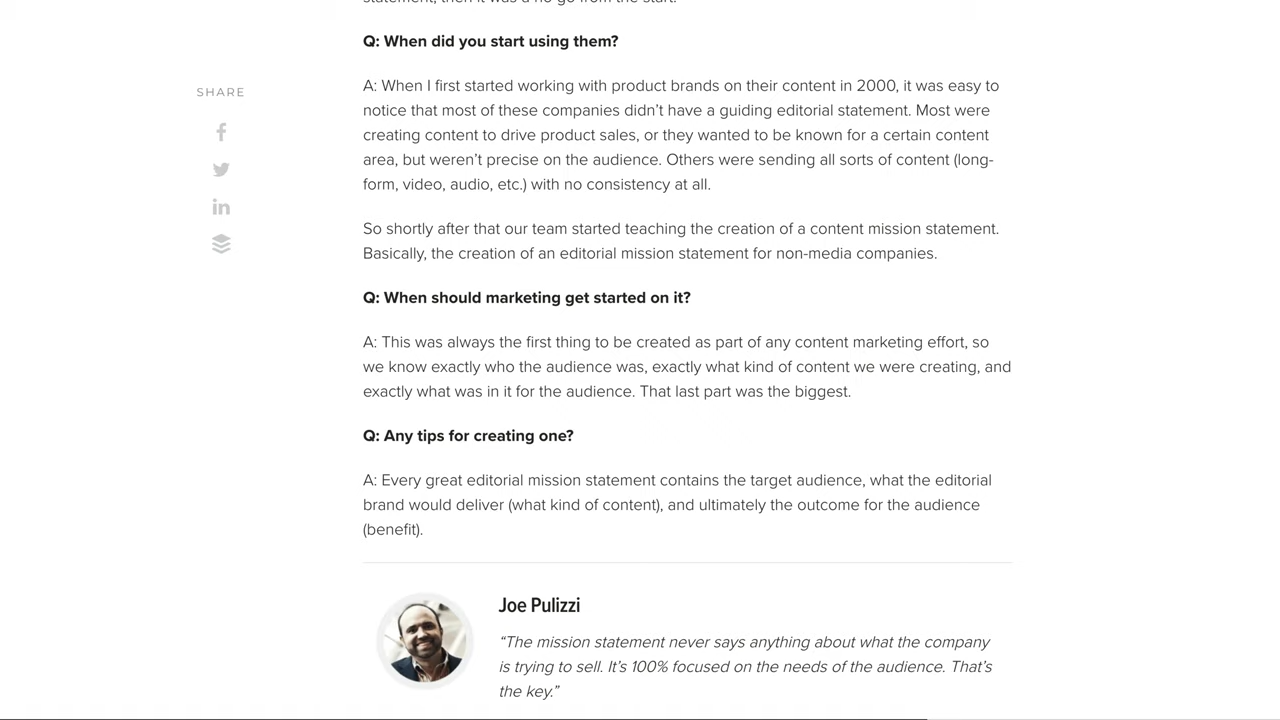 statement, then it was a no-go from the start.
Q: When did you start using them?
SHARE
A: When I first started working with product brands on their content in 2000, it was easy to
notice that most of these companies didn’t have a guiding editorial statement. Most were
creating content to drive product sales, or they wanted to be known for a certain content
area, but weren’t precise on the audience. Others were sending all sorts of content (long-
form, video, audio, etc.) with no consistency at all.
So shortly after that our team started teaching the creation of a content mission statement.
Basically, the creation of an editorial mission statement for non-media companies.
Q: When should marketing get started on it?
A: This was always the first thing to be created as part of any content marketing effort, so
we know exactly who the audience was, exactly what kind of content we were creating, and
exactly what was in it for the audience. That last part was the biggest.
Q: Any tips for creating one?
A: Every great editorial mission statement contains the target audience, what the editorial
brand would deliver (what kind of content), and ultimately the outcome for the audience
(benefit).
Joe Pulizzi
“The mission statement never says anything about what the company
is trying to sell. It’s 100% focused on the needs of the audience. That’s
the key.”